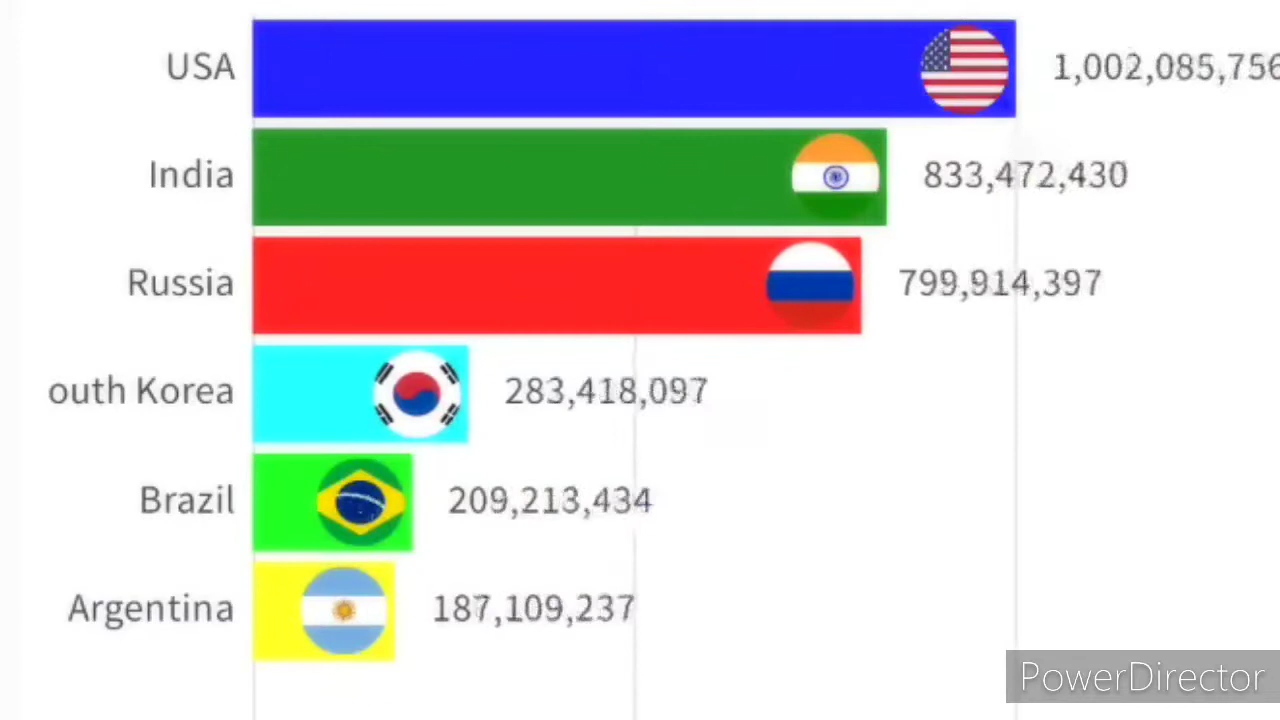 USA 1,002,085,756
India 833,472,430
Russia 799,914,397
outh Korea 283,418,097
Brazil 209,213,434
Argentina 187,109,237
PowerDirector